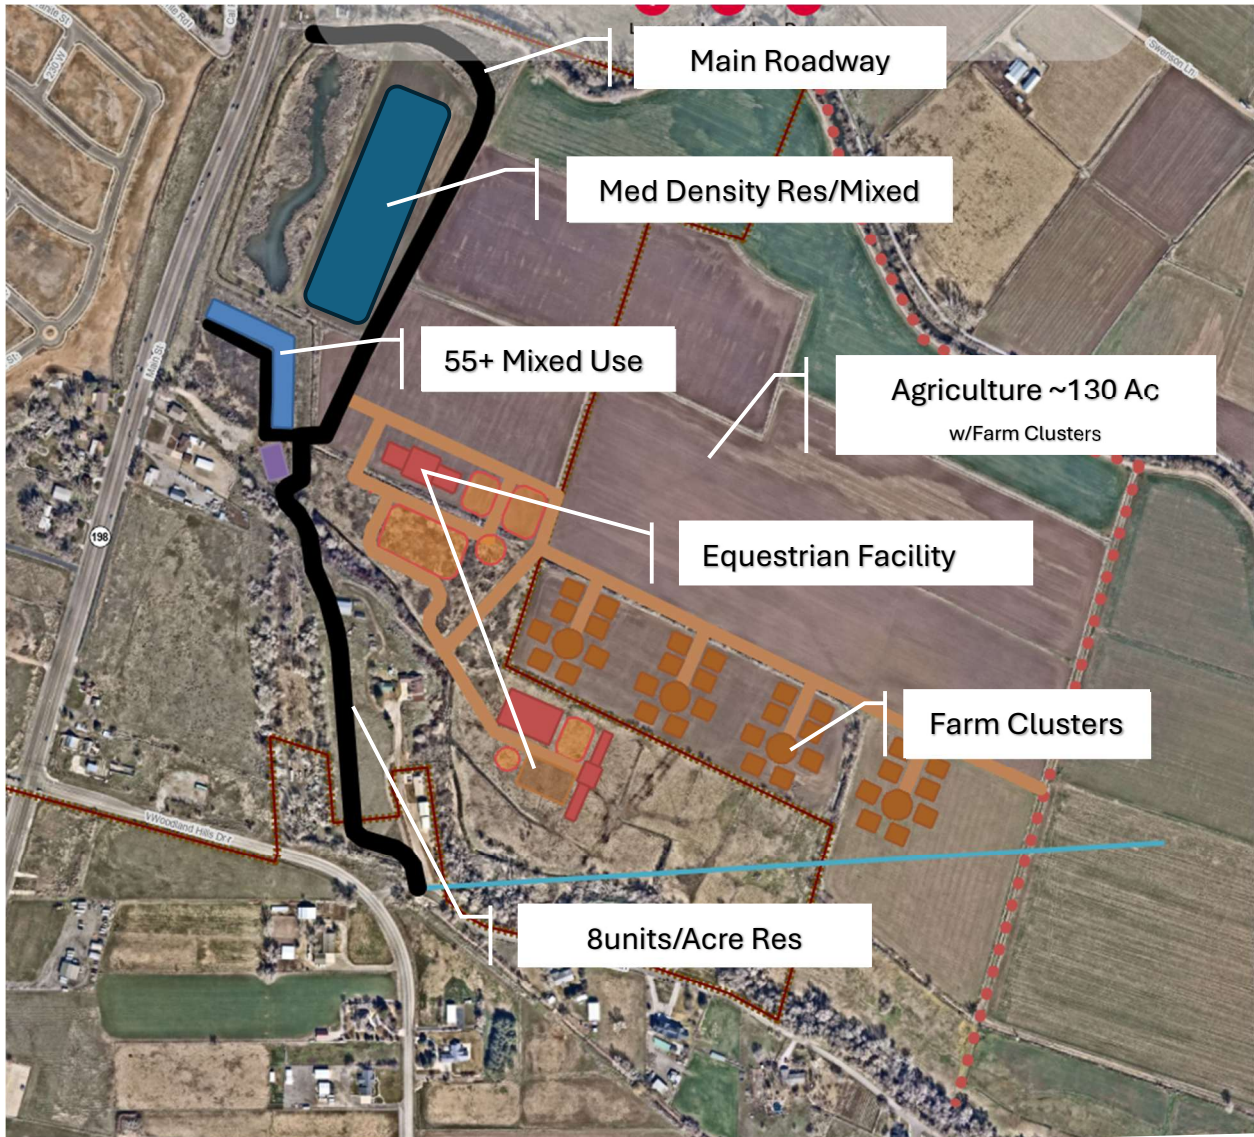 Main Roadway
Swenson Ln.
Med Density Res/Mixed
Main St.
55+ Mixed Use
Agriculture ~130 Ac
w/Farm Clusters
198
Equestrian Facility
Farm Clusters
Woodland Hills Dr
8units/Acre Res